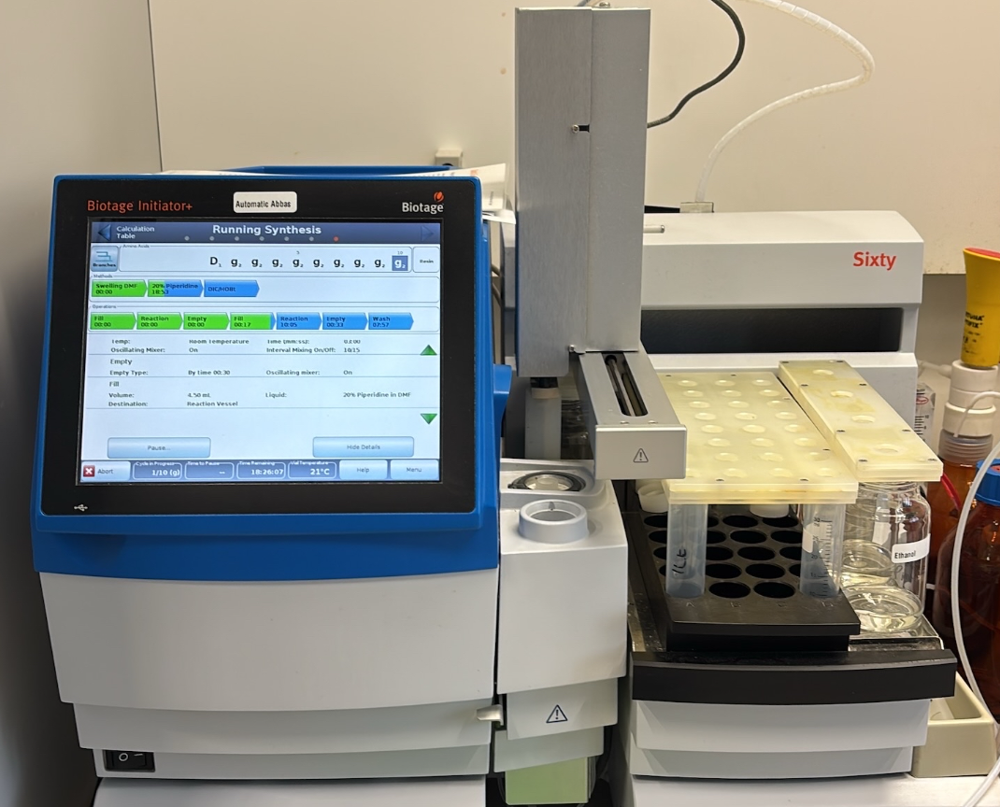 Biotage Initiator+
Automatic Abbas
Biotage
Calculation Table
Running Synthesis
Branches
Amino Acids
5
10
D₁ g₂ g₂ g₂ g₂ g₂ g₂ g₂ g₂ g₂
Resin
Methods
Swelling DMF 00:00
20% Piperidine 18:53
DIC/HOBt
Operations
Fill 00:00
Reaction 00:00
Empty 00:00
Fill 00:17
Reaction 10:05
Empty 00:33
Wash 07:57
Temp: Room Temperature Time (mm:ss): 03:00
Oscillating Mixer: On Interval Mixing On/Off: 10/15
Empty
Empty Type: By time 00:30 Oscillating mixer: On
Fill
Volume: 4.50 mL Liquid: 20% Piperidine in DMF
Destination: Reaction Vessel
Pause...
Hide Details
Abort
Cycle in Progress 1/10 (g)
Time to Pause --
Time Remaining 18:26:07
Vial Temperature 21°C
Help
Menu
Sixty
Ethanol